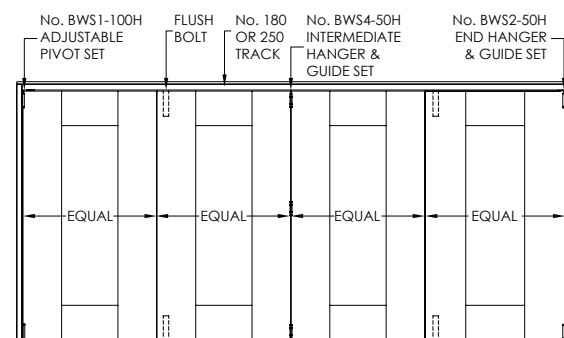 No. BWS1-100H
ADJUSTABLE
PIVOT SET
FLUSH
BOLT
No. 180
OR 250
TRACK
No. BWS4-50H
INTERMEDIATE
HANGER &
GUIDE SET
No. BWS2-50H
END HANGER
& GUIDE SET
EQUAL
EQUAL
EQUAL
EQUAL